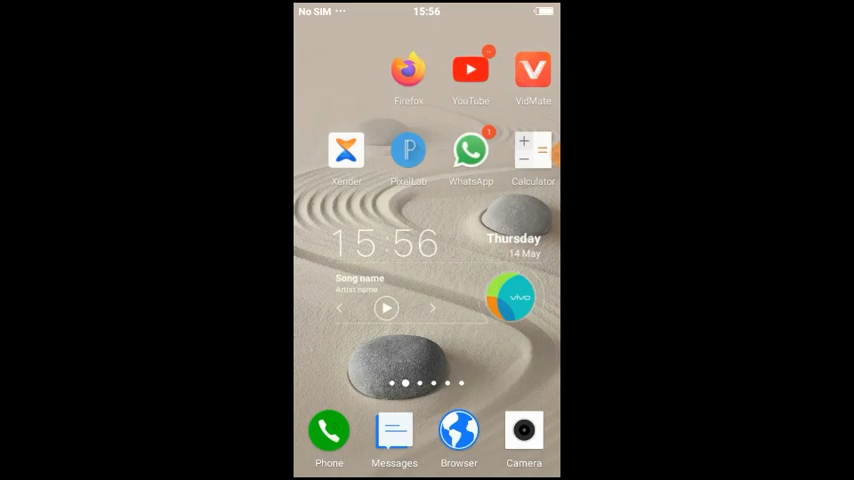 No SIM ···
15:56
Firefox
YouTube
VidMate
1
Xender
PixelLab
WhatsApp
Calculator
15:56
Thursday
14 May
Song name
Artist name
vivo
Phone
Messages
Browser
Camera